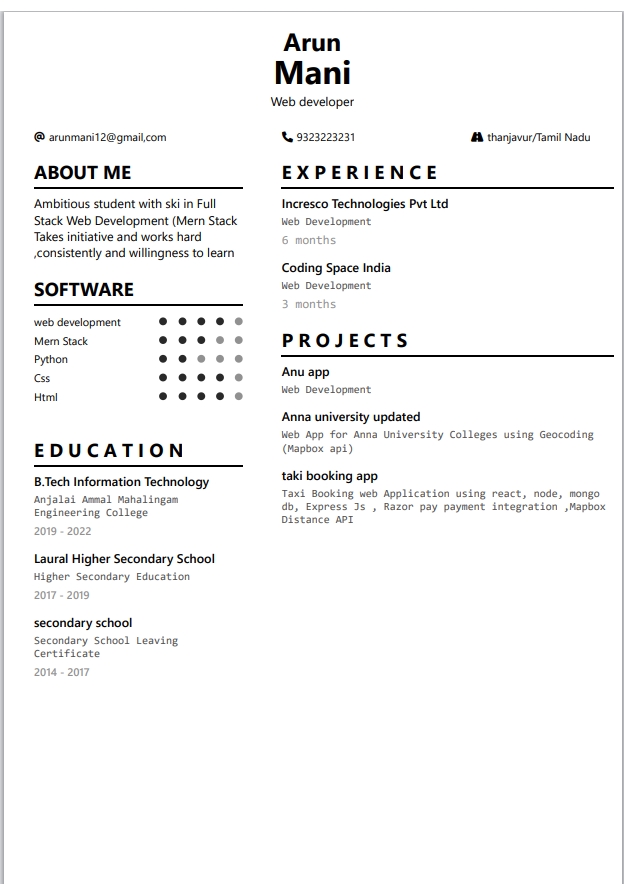 Arun
Mani
Web developer
arunmani12@gmail,com
9323223231
thanjavur/Tamil Nadu
ABOUT ME
Ambitious student with ski in Full
Stack Web Development (Mern Stack
Takes initiative and works hard
,consistently and willingness to learn
SOFTWARE
web development
Mern Stack
Python
Css
Html
EDUCATION
B.Tech Information Technology
Anjalai Ammal Mahalingam
Engineering College
2019 - 2022
Laural Higher Secondary School
Higher Secondary Education
2017 - 2019
secondary school
Secondary School Leaving
Certificate
2014 - 2017
EXPERIENCE
Incresco Technologies Pvt Ltd
Web Development
6 months
Coding Space India
Web Development
3 months
PROJECTS
Anu app
Web Development
Anna university updated
Web App for Anna University Colleges using Geocoding
(Mapbox api)
taki booking app
Taxi Booking web Application using react, node, mongo
db, Express Js , Razor pay payment integration ,Mapbox
Distance API